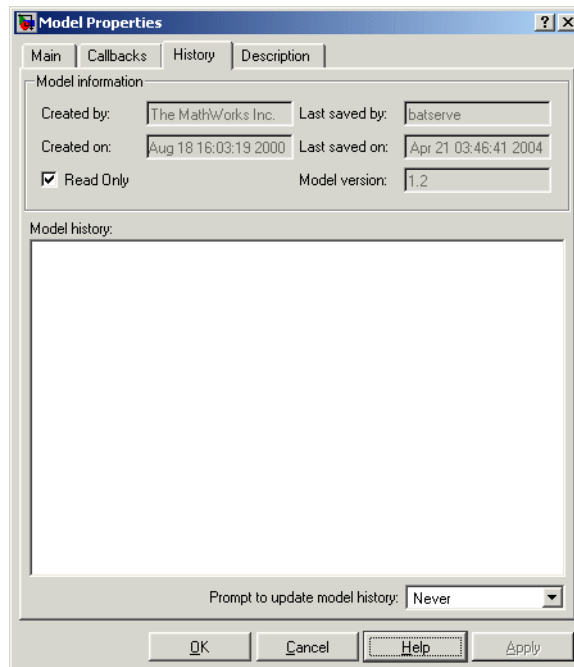 Model Properties
Main Callbacks History Description
Model information
Created by: The MathWorks Inc. Last saved by: batserve
Created on: Aug 18 16:03:19 2000 Last saved on: Apr 21 03:46:41 2004
Read Only Model version: 1.2
Model history:
Prompt to update model history: Never
OK Cancel Help Apply